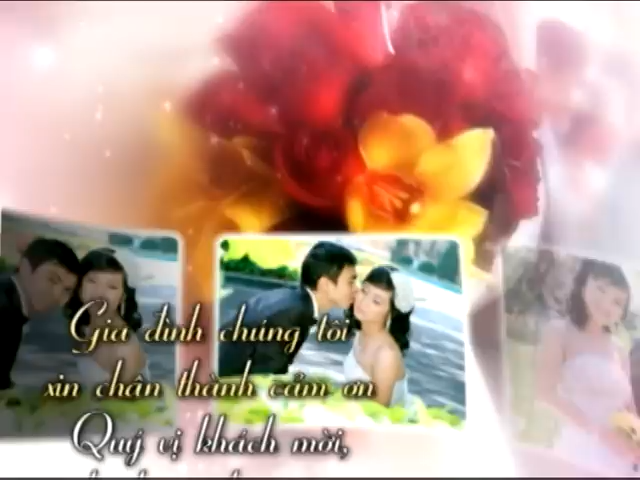 Gia đình chúng tôi
xin chân thành cảm ơn
Quý vị khách mời,